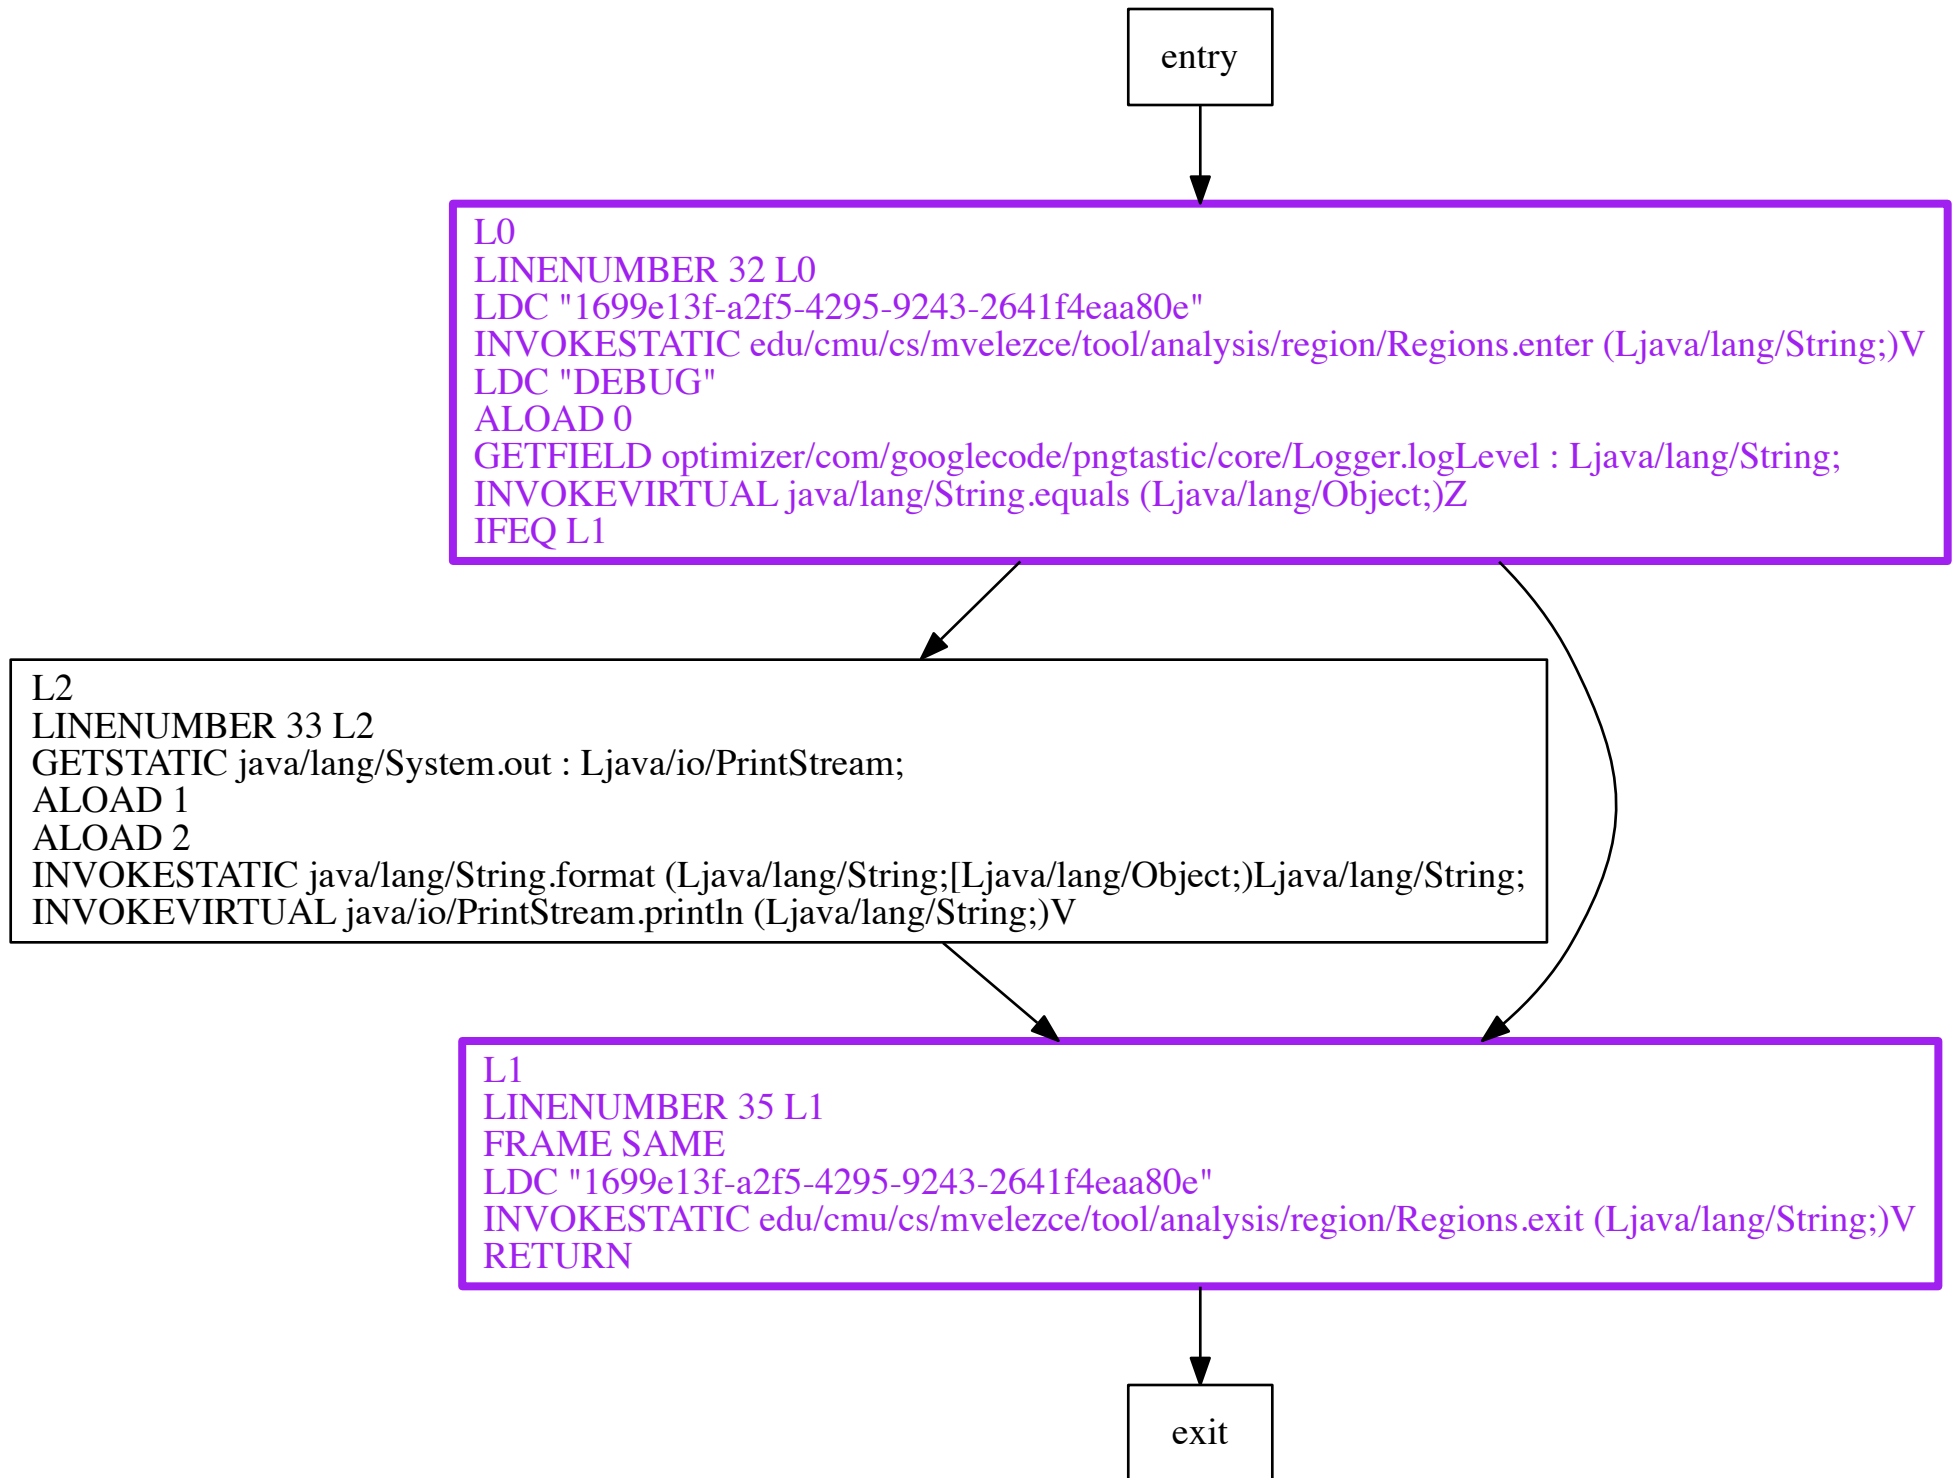 entry
L0
LINENUMBER 32 L0
LDC "1699e13f-a2f5-4295-9243-2641f4eaa80e"
INVOKESTATIC edu/cmu/cs/mvelezce/tool/analysis/region/Regions.enter (Ljava/lang/String;)V
LDC "DEBUG"
ALOAD 0
GETFIELD optimizer/com/googlecode/pngtastic/core/Logger.logLevel : Ljava/lang/String;
INVOKEVIRTUAL java/lang/String.equals (Ljava/lang/Object;)Z
IFEQ L1
L2
LINENUMBER 33 L2
GETSTATIC java/lang/System.out : Ljava/io/PrintStream;
ALOAD 1
ALOAD 2
INVOKESTATIC java/lang/String.format (Ljava/lang/String;[Ljava/lang/Object;)Ljava/lang/String;
INVOKEVIRTUAL java/io/PrintStream.println (Ljava/lang/String;)V
L1
LINENUMBER 35 L1
FRAME SAME
LDC "1699e13f-a2f5-4295-9243-2641f4eaa80e"
INVOKESTATIC edu/cmu/cs/mvelezce/tool/analysis/region/Regions.exit (Ljava/lang/String;)V
RETURN
exit